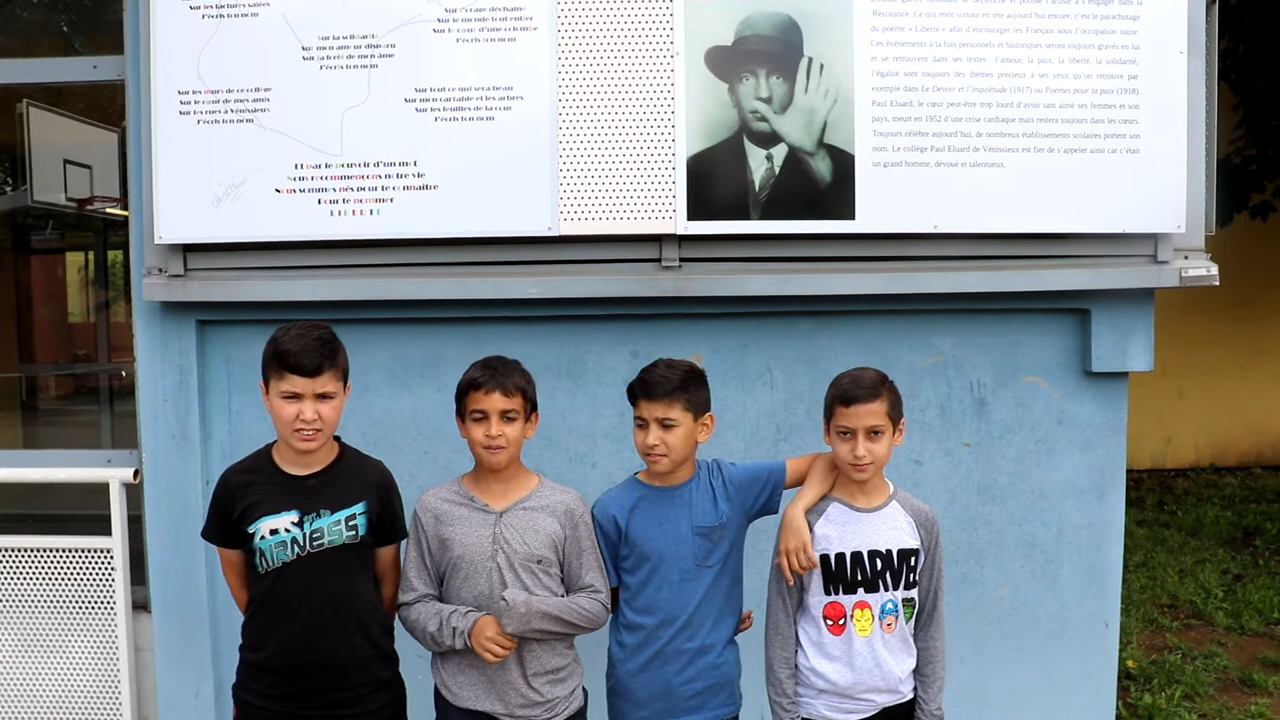 Sur les factures salées
J'écris ton nom
Sur l'orage déchaîné
Sur le monde tout entier
Sur le cœur d'une colombe
J'écris ton nom
Sur la solidarité
Sur mon amour disparu
Sur la forêt de mon âme
J'écris ton nom
Sur les murs de ce collège
Sur le cœur de mes amis
Sur les rues à Vénissieux
J'écris ton nom
Sur tout ce qui sera beau
Sur mon cartable et les arbres
Sur les feuilles de la cour
J'écris ton nom
Et par le pouvoir d'un mot
Nous recommençons notre vie
Nous sommes nés pour te connaître
Pour te nommer
LIBERTÉ
Résistance. Ce qui reste surtout en tête aujourd'hui encore, c'est le parachutage
du poème « Liberté » afin d'encourager les Français sous l'occupation nazie.
Ces évènements à la fois personnels et historiques seront toujours gravés en lui
et se retrouvent dans ses textes : l'amour, la paix, la liberté, la solidarité,
l'égalité sont toujours des thèmes précieux à ses yeux qu'on retrouve par
exemple dans Le Devoir et l'inquiétude (1917) ou Poèmes pour la paix (1918).
Paul Eluard, le cœur peut-être trop lourd d'avoir tant aimé ses femmes et son
pays, meurt en 1952 d'une crise cardiaque mais restera toujours dans les cœurs.
Toujours célèbre aujourd'hui, de nombreux établissements scolaires portent son
nom. Le collège Paul Eluard de Vénissieux est fier de s'appeler ainsi car c'était
un grand homme, dévoué et talentueux.
AIRNESS
MARVEL